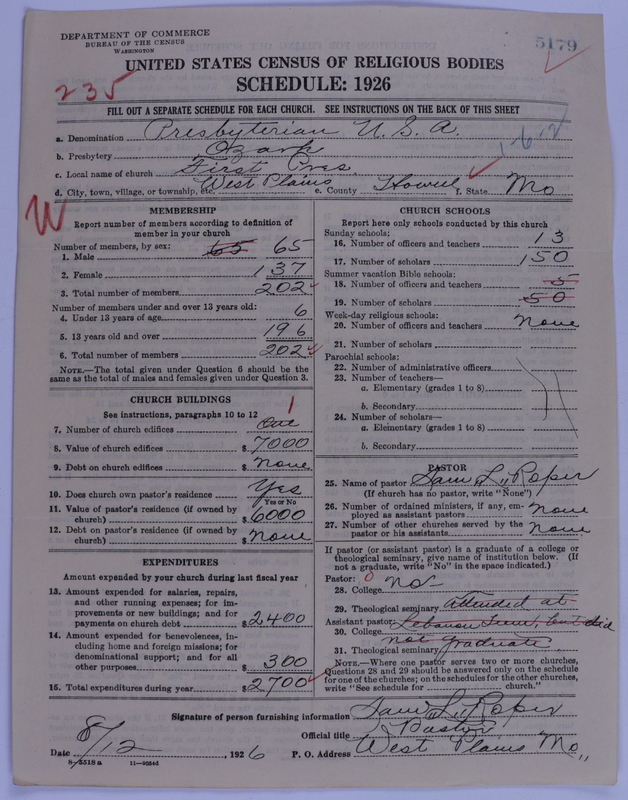 DEPARTMENT OF COMMERCE
BUREAU OF THE CENSUS
WASHINGTON
5179
UNITED STATES CENSUS OF RELIGIOUS BODIES
SCHEDULE: 1926
235
FILL OUT A SEPARATE SCHEDULE FOR EACH CHURCH. SEE INSTRUCTIONS ON THE BACK OF THIS SHEET
a. Denomination Presbyterian U. S. A.
b. Presbytery Ozark
c. Local name of church First Pres.
d. City, town, village, or township, etc. West Plains e. County Howell f. State Mo
W
MEMBERSHIP
Report number of members according to definition of
member in your church
Number of members, by sex:
1. Male 65 65
2. Female 137
3. Total number of members 202
Number of members under and over 13 years old:
4. Under 13 years of age 6
5. 13 years old and over 196
6. Total number of members 202
NOTE.—The total given under Question 6 should be
same as the total of males and females given under Question 3.
CHURCH BUILDINGS
See instructions, paragraphs 10 to 12
1
7. Number of church edifices One
8. Value of church edifices $ 7000
9. Debt on church edifices $ None
10. Does church own pastor's residence Yes
Yes or No
11. Value of pastor's residence (if owned by
church) $ 6000
12. Debt on pastor's residence (if owned by
church) $ None
EXPENDITURES
Amount expended by your church during last fiscal year
13. Amount expended for salaries, repairs,
and other running expenses; for im-
provements or new buildings; and for
payments on church debt $ 2400
14. Amount expended for benevolences, in-
cluding home and foreign missions; for
denominational support; and for all
other purposes $ 300
15. Total expenditures during year $ 2700
CHURCH SCHOOLS
Report here only schools conducted by this church
Sunday schools:
16. Number of officers and teachers 13
17. Number of scholars 150
Summer vacation Bible schools:
18. Number of officers and teachers 5
19. Number of scholars 50
Week-day religious schools:
20. Number of officers and teachers None
21. Number of scholars
Parochial schools:
22. Number of administrative officers
23. Number of teachers—
a. Elementary (grades 1 to 8)
b. Secondary
24. Number of scholars—
a. Elementary (grades 1 to 8)
b. Secondary
PASTOR
25. Name of pastor Sam L. Roper
(If church has no pastor, write "None")
26. Number of ordained ministers, if any, em-
ployed as assistant pastors None
27. Number of other churches served by the
pastor or his assistants None
If pastor (or assistant pastor) is a graduate of a college or
theological seminary, give name of institution below. (If
not a graduate, write "No" in the space indicated.)
Pastor: 0
28. College No
29. Theological seminary attended at
Assistant pastor: Lebanon Sem, but did
30. College not graduate
31. Theological seminary
NOTE.—Where one pastor serves two or more churches,
Questions 28 and 29 should be answered only on the schedule
for one of the churches; on the schedules for the other churches,
write "See schedule for church."
Signature of person furnishing information Sam L. Roper
Official title Pastor
Date 8/12, 1926 P. O. Address West Plains Mo,,
8-5518a